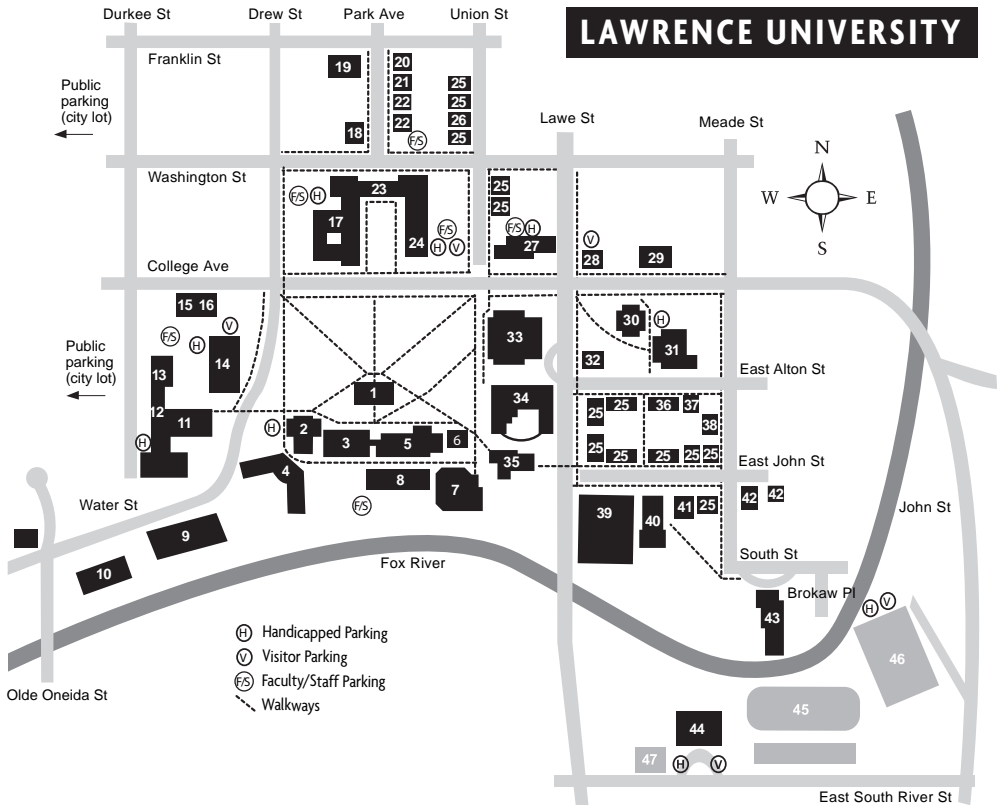 LAWRENCE UNIVERSITY
Durkee St
Drew St
Park Ave
Union St
Franklin St
19
20
21
22
22
25
25
26
25
18
F/S
Public
parking
(city lot)
Lawe St
Meade St
Washington St
N
W
E
S
F/S
H
23
17
24
F/S
H
V
25
25
F/S
H
27
V
28
29
College Ave
15
16
F/S
H
V
14
13
12
11
H
Public
parking
(city lot)
33
30
H
31
32
East Alton St
1
34
H
2
3
5
6
4
8
7
F/S
35
25
25
36
37
38
25
25
25
25
25
East John St
39
40
41
25
42
42
Water St
9
10
John St
South St
Fox River
Brokaw Pl
43
H
V
46
H
Handicapped Parking
V
Visitor Parking
F/S
Faculty/Staff Parking
Walkways
Olde Oneida St
45
44
47
H
V
East South River St